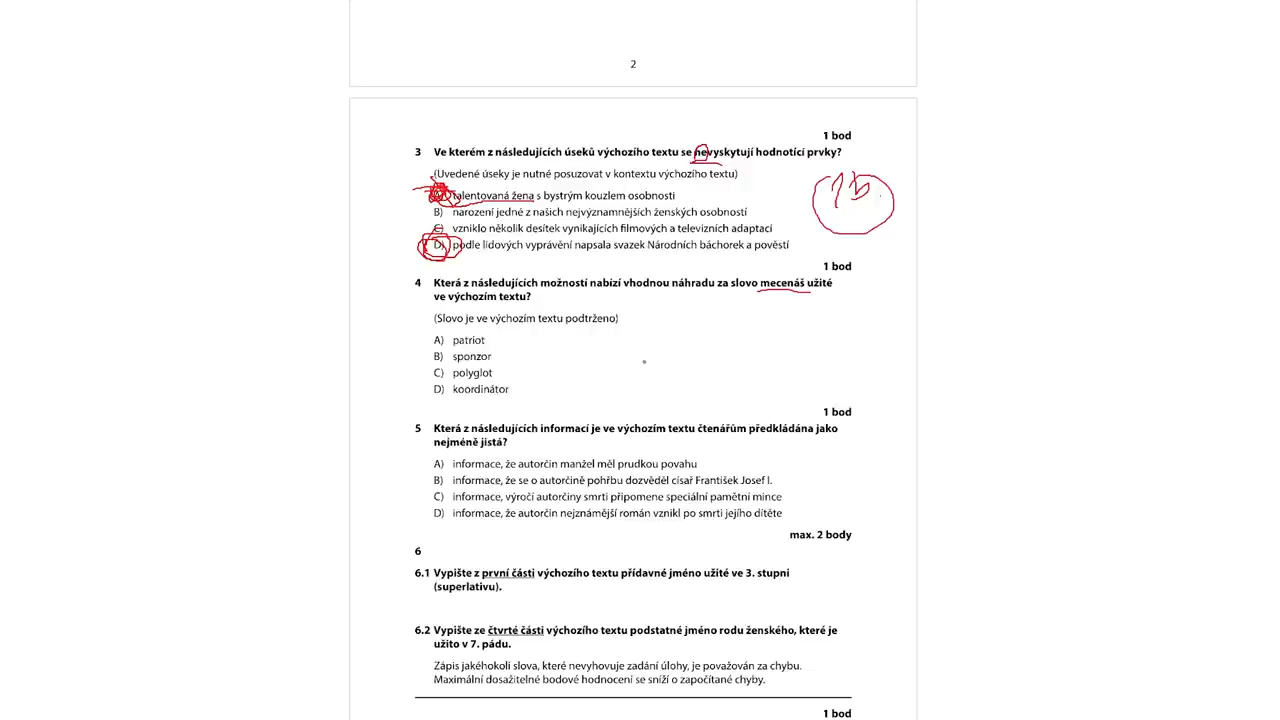 2
1 bod
3 Ve kterém z následujících úseků výchozího textu se nevyskytují hodnotící prvky?
(Uvedené úseky je nutné posuzovat v kontextu výchozího textu)
talentovaná žena s bystrým kouzlem osobnosti
B) narození jedné z našich nejvýznamnějších ženských osobností
C) vzniklo několik desítek vynikajících filmových a televizních adaptací
D) podle lidových vyprávění napsala svazek Národních báchorek a pověstí
1 bod
4 Která z následujících možností nabízí vhodnou náhradu za slovo mecenáš užité
ve výchozím textu?
(Slovo je ve výchozím textu podtrženo)
A) patriot
B) sponzor
C) polyglot
D) koordinátor
1 bod
5 Která z následujících informací je ve výchozím textu čtenářům předkládána jako
nejméně jistá?
A) informace, že autorčin manžel měl prudkou povahu
B) informace, že se o autorčině pohřbu dozvěděl císař František Josef I.
C) informace, výročí autorčiny smrti připomene speciální pamětní mince
D) informace, že autorčin nejznámější román vznikl po smrti jejího dítěte
max. 2 body
6
6.1 Vypište z první části výchozího textu přídavné jméno užité ve 3. stupni
(superlativu).
6.2 Vypište ze čtvrté části výchozího textu podstatné jméno rodu ženského, které je
užito v 7. pádu.
Zápis jakéhokoli slova, které nevyhovuje zadání úlohy, je považován za chybu.
Maximální dosažitelné bodové hodnocení se sníží o započítané chyby.
1 bod